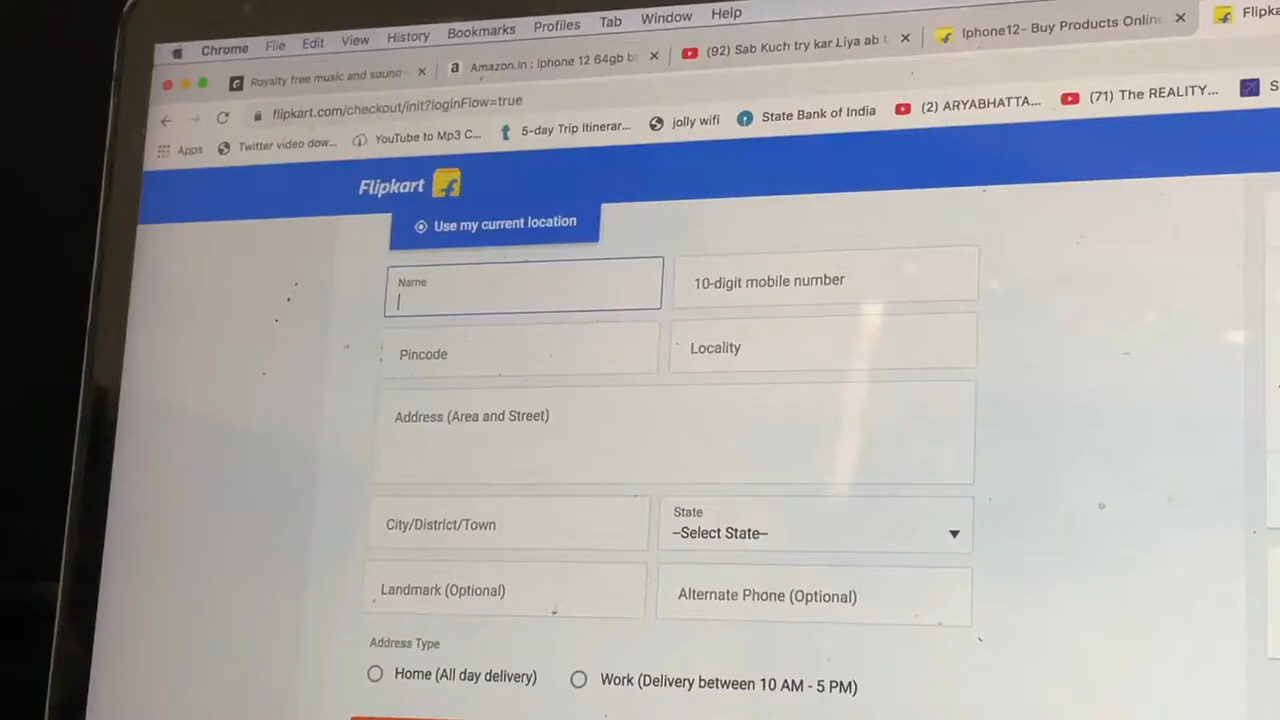 Chrome File Edit View History Bookmarks Profiles Tab Window Help
Royalty free music and sound Amazon.in : Iphone 12 64gb (92) Sab Kuch try kar Liya ab Iphone12- Buy Products Online Flipka
flipkart.com/checkout/init?loginFlow=true
Apps Twitter video dow... YouTube to Mp3 C... 5-day Trip Itinerar... jolly wifi State Bank of India (2) ARYABHATTA... (71) The REALITY... S
Flipkart
Use my current location
Name
10-digit mobile number
Pincode
Locality
Address (Area and Street)
City/District/Town
State
--Select State--
Landmark (Optional)
Alternate Phone (Optional)
Address Type
Home (All day delivery)
Work (Delivery between 10 AM - 5 PM)